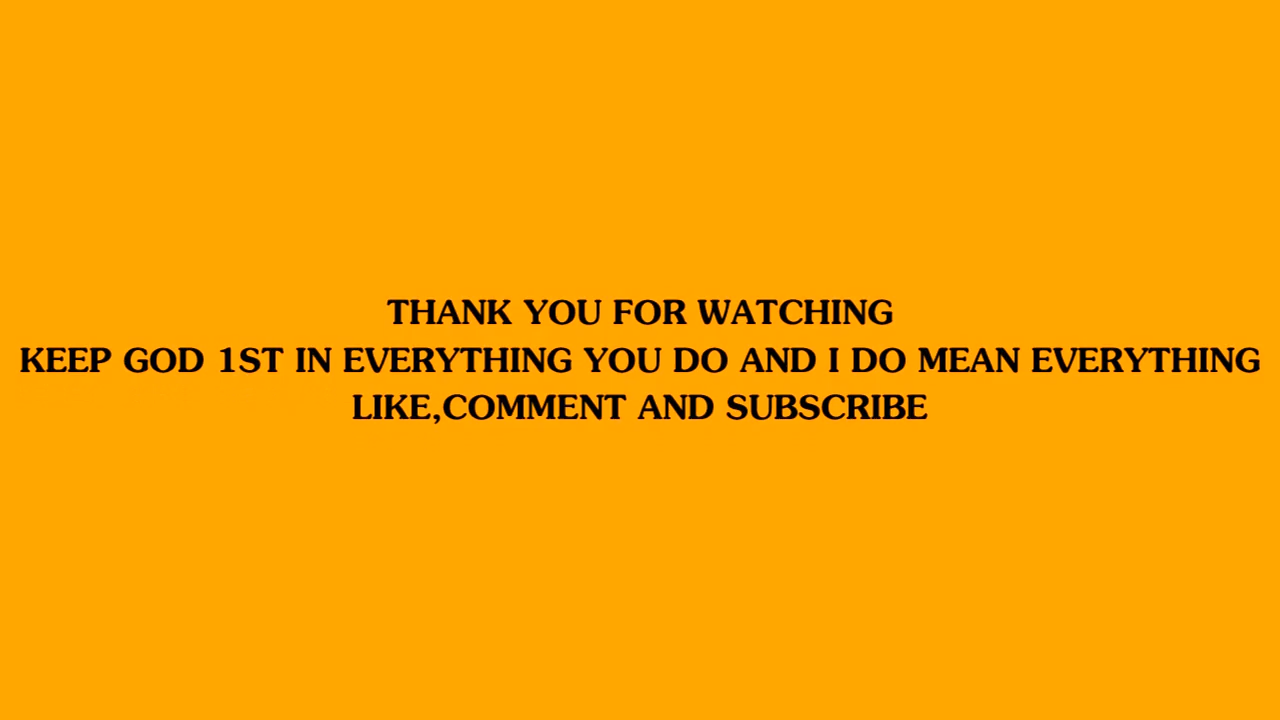 THANK YOU FOR WATCHING
KEEP GOD 1ST IN EVERYTHING YOU DO AND I DO MEAN EVERYTHING
LIKE,COMMENT AND SUBSCRIBE